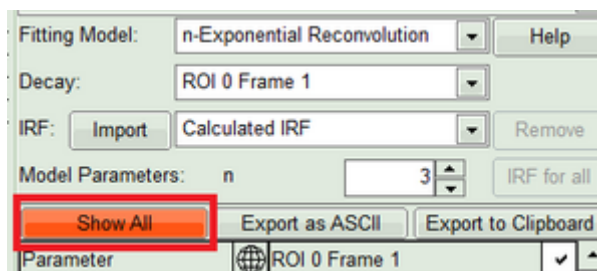 Fitting Model: n-Exponential Reconvolution Help
Decay: ROI 0 Frame 1
IRF: Import Calculated IRF Remove
Model Parameters: n 3 IRF for all
Show All Export as ASCII Export to Clipboard
Parameter ROI 0 Frame 1